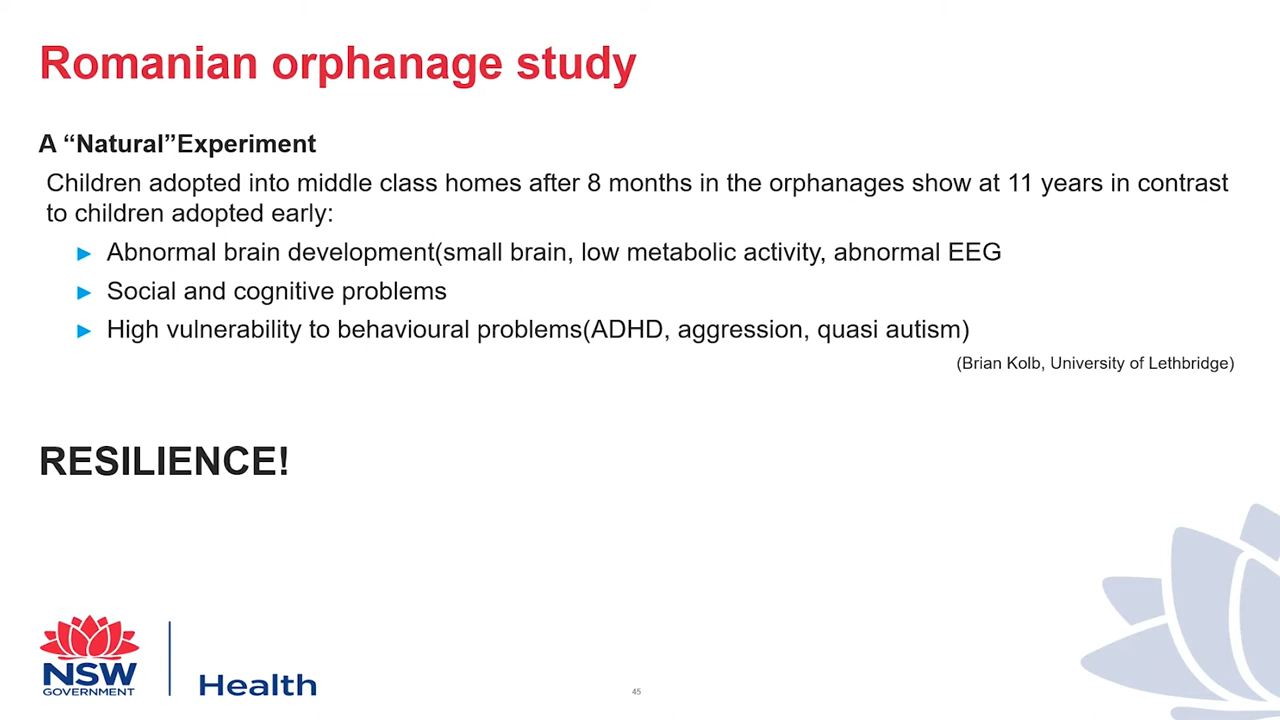 Romanian orphanage study
A “Natural”Experiment
Children adopted into middle class homes after 8 months in the orphanages show at 11 years in contrast
to children adopted early:
► Abnormal brain development(small brain, low metabolic activity, abnormal EEG
► Social and cognitive problems
► High vulnerability to behavioural problems(ADHD, aggression, quasi autism)
(Brian Kolb, University of Lethbridge)
RESILIENCE!
NSW
GOVERNMENT
Health
45